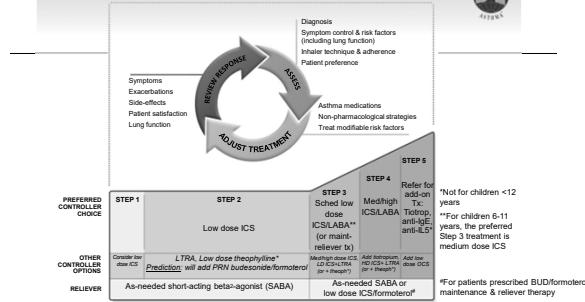 ASTHMA
Diagnosis
Symptom control & risk factors
(including lung function)
Inhaler technique & adherence
Patient preference
Symptoms
Exacerbations
Side-effects
Patient satisfaction
Lung function
REVIEW RESPONSE
ASSESS
ADJUST TREATMENT
Asthma medications
Non-pharmacological strategies
Treat modifiable risk factors
PREFERRED
CONTROLLER
CHOICE
STEP 1
STEP 2
Low dose ICS
STEP 3
Sched low
dose
ICS/LABA**
(or maint-
reliever tx)
STEP 4
Med/high
ICS/LABA
STEP 5
Refer for
add-on
Tx:
Tiotrop,
anti-IgE,
anti-IL5*
*Not for children <12
years
**For children 6-11
years, the preferred
Step 3 treatment is
medium dose ICS
OTHER
CONTROLLER
OPTIONS
Consider low
dose ICS
LTRA, Low dose theophylline*
Prediction: will add PRN budesonide/formoterol
Med/high dose ICS,
LD ICS+LTRA
(or + theoph*)
Add tiotropium,
HD ICS+ LTRA
(or + theoph*)
Add low
dose OCS
RELIEVER
As-needed short-acting beta2-agonist (SABA)
As-needed SABA or
low dose ICS/formoterol#
#For patients prescribed BUD/formoterol
maintenance & reliever therapy